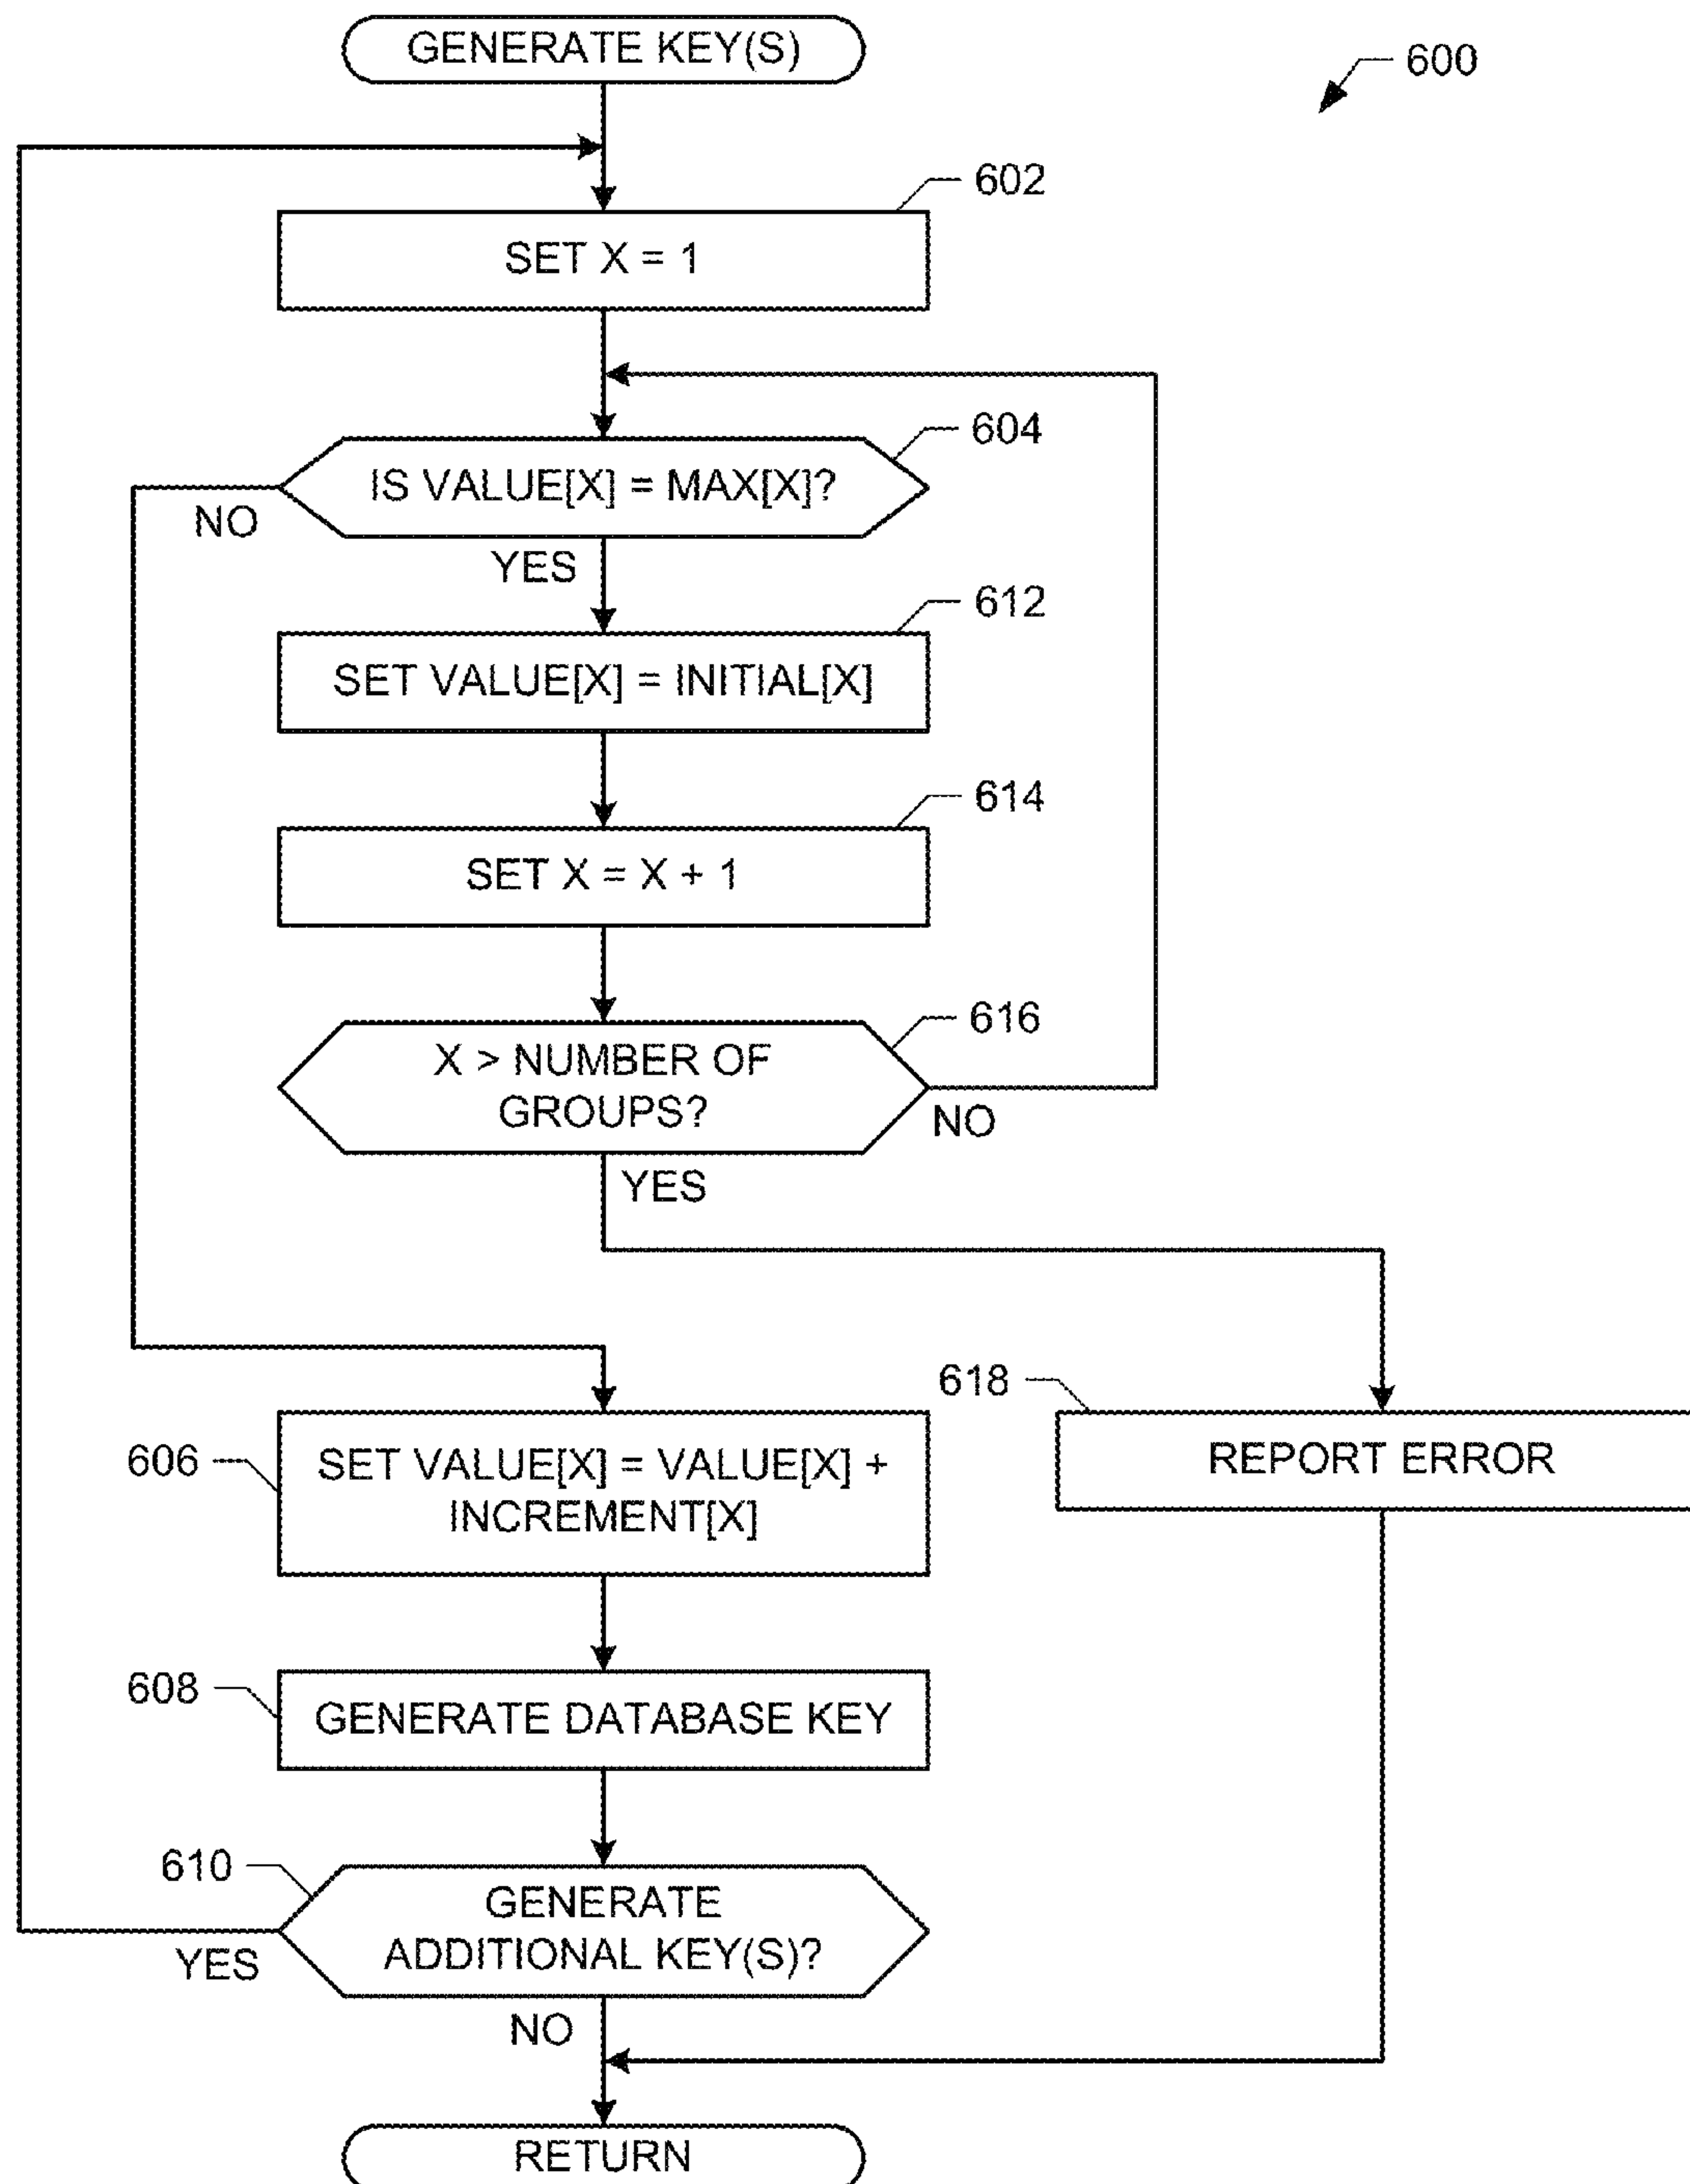 GENERATE KEY(S)
600
602
SET X = 1
604
IS VALUE[X] = MAX[X]?
NO
YES
612
SET VALUE[X] = INITIAL[X]
614
SET X = X + 1
616
X > NUMBER OF
GROUPS?
NO
YES
618
REPORT ERROR
606
SET VALUE[X] = VALUE[X] +
INCREMENT[X]
608
GENERATE DATABASE KEY
610
GENERATE
ADDITIONAL KEY(S)?
YES
NO
RETURN